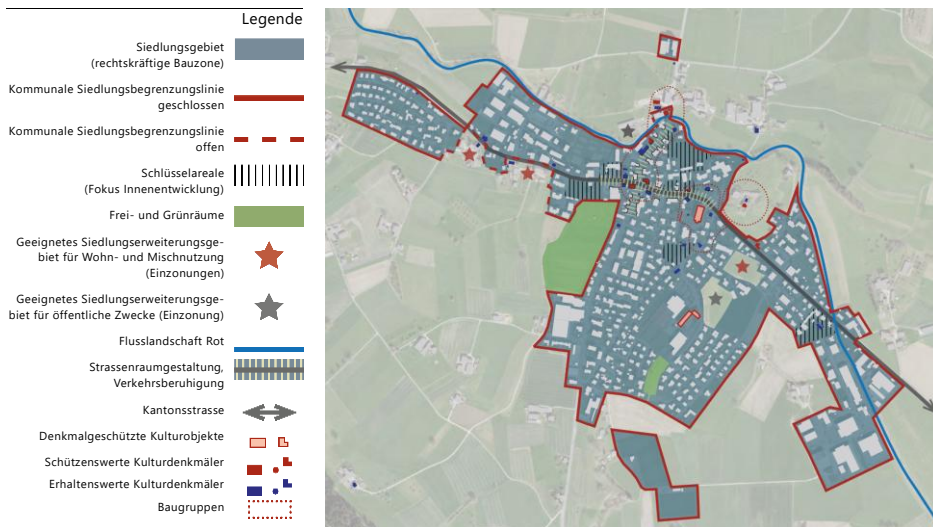 Legende
Siedlungsgebiet
(rechtskräftige Bauzone)
Kommunale Siedlungsbegrenzungslinie
geschlossen
Kommunale Siedlungsbegrenzungslinie
offen
Schlüsselareale
(Fokus Innenentwicklung)
Frei- und Grünräume
Geeignetes Siedlungserweiterungsge-
biet für Wohn- und Mischnutzung
(Einzonungen)
Geeignetes Siedlungserweiterungsge-
biet für öffentliche Zwecke (Einzonung)
Flusslandschaft Rot
Strassenraumgestaltung,
Verkehrsberuhigung
Kantonsstrasse
Denkmalgeschützte Kulturobjekte
Schützenswerte Kulturdenkmäler
Erhaltenswerte Kulturdenkmäler
Baugruppen